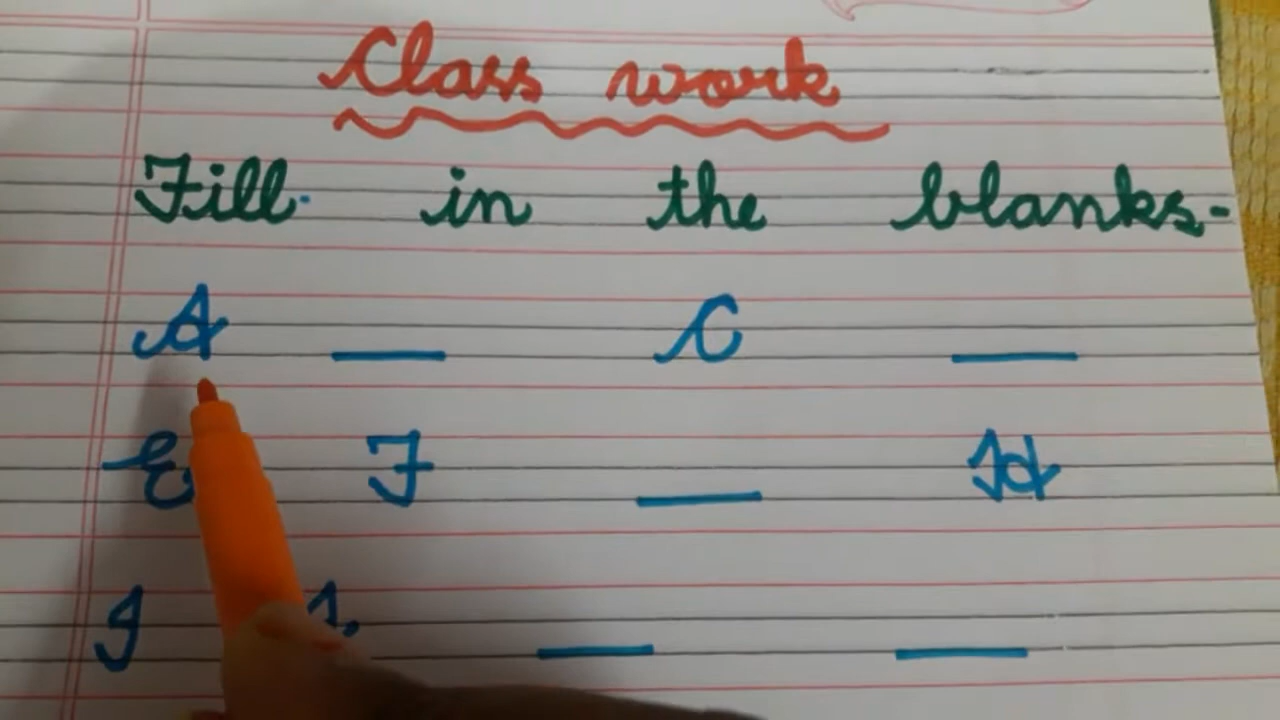 Class work
Fill in the blanks-
A ___ C ___
E F ___ H
I ___ ___